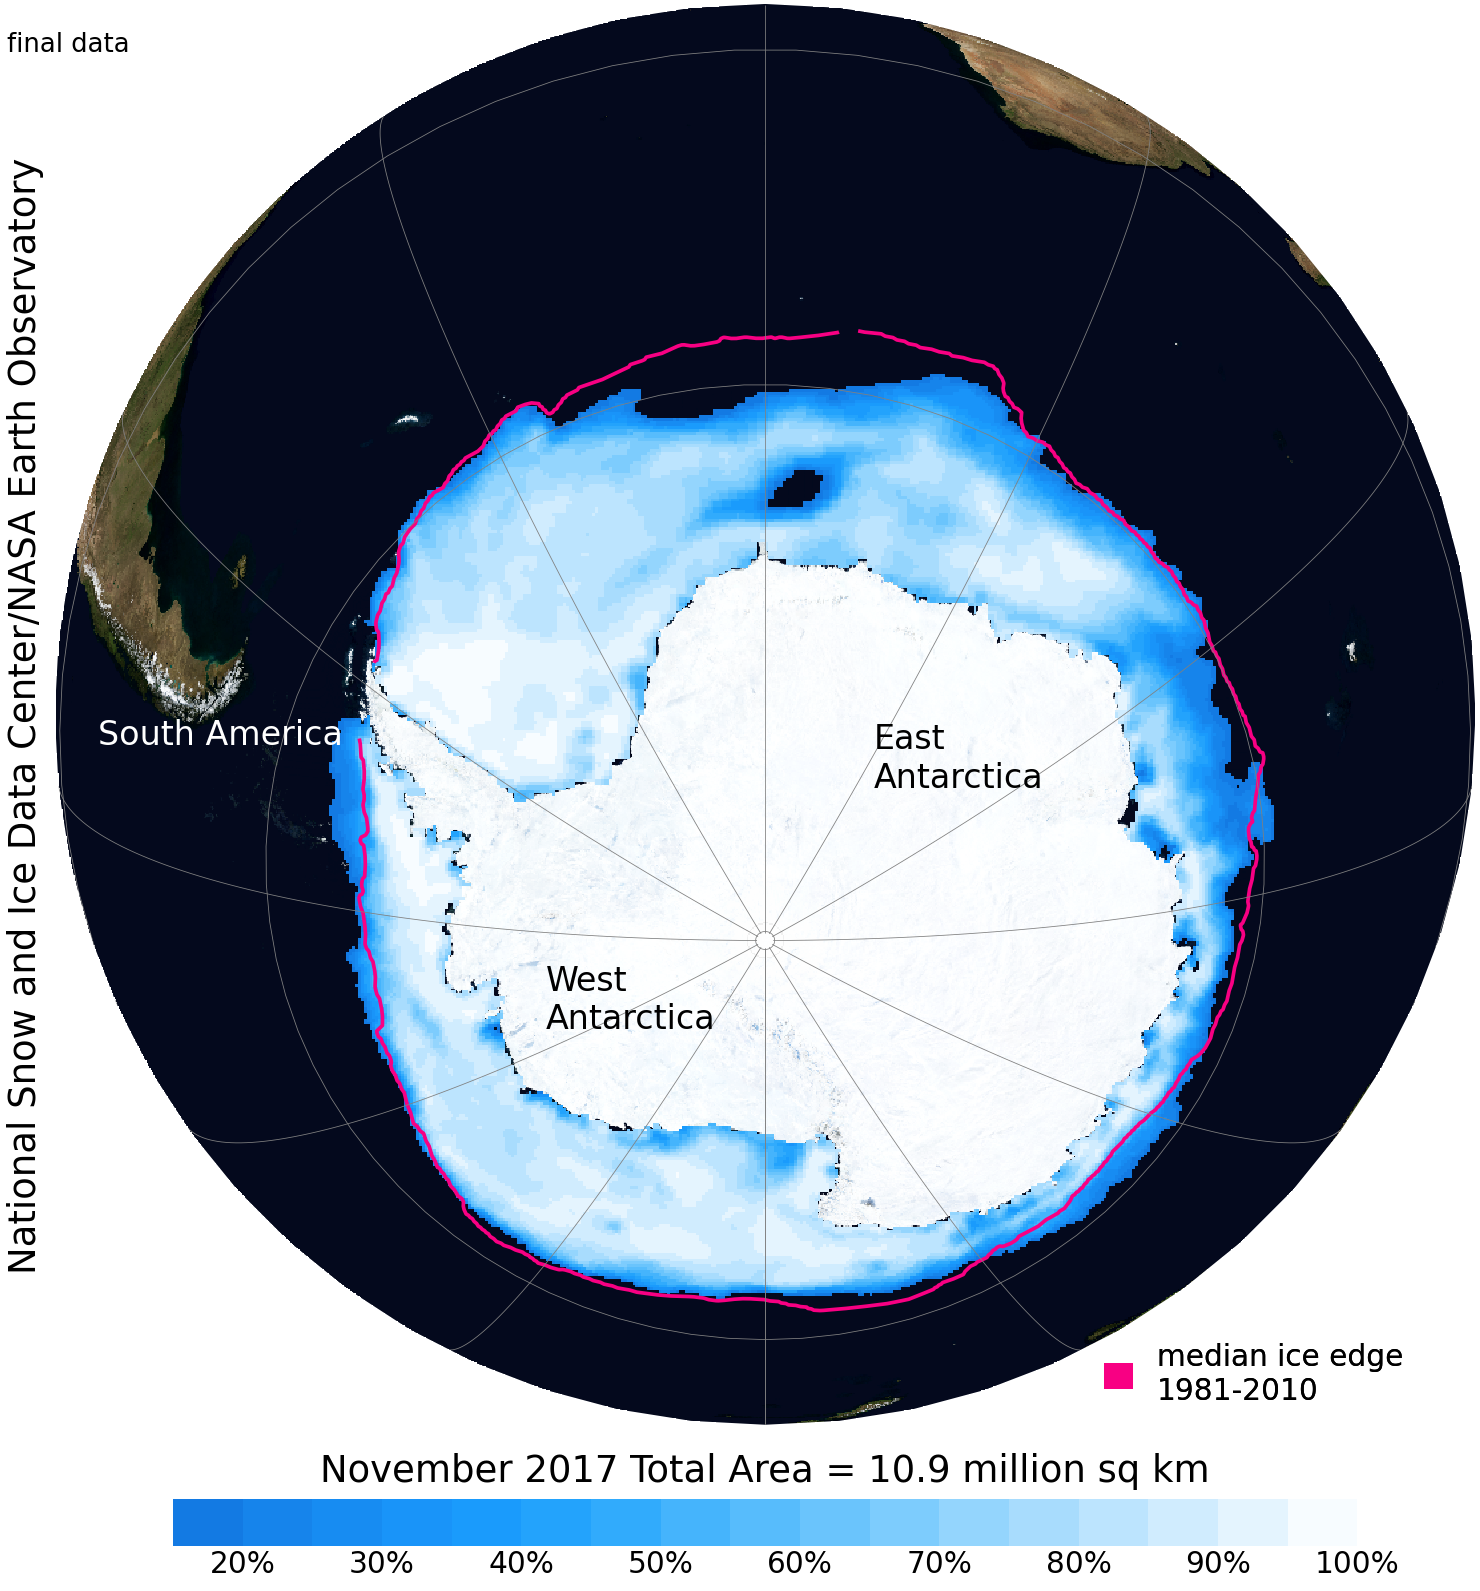 final data
National Snow and Ice Data Center/NASA Earth Observatory
South America
East
Antarctica
West
Antarctica
median ice edge
1981-2010
November 2017 Total Area = 10.9 million sq km
20% 30% 40% 50% 60% 70% 80% 90% 100%